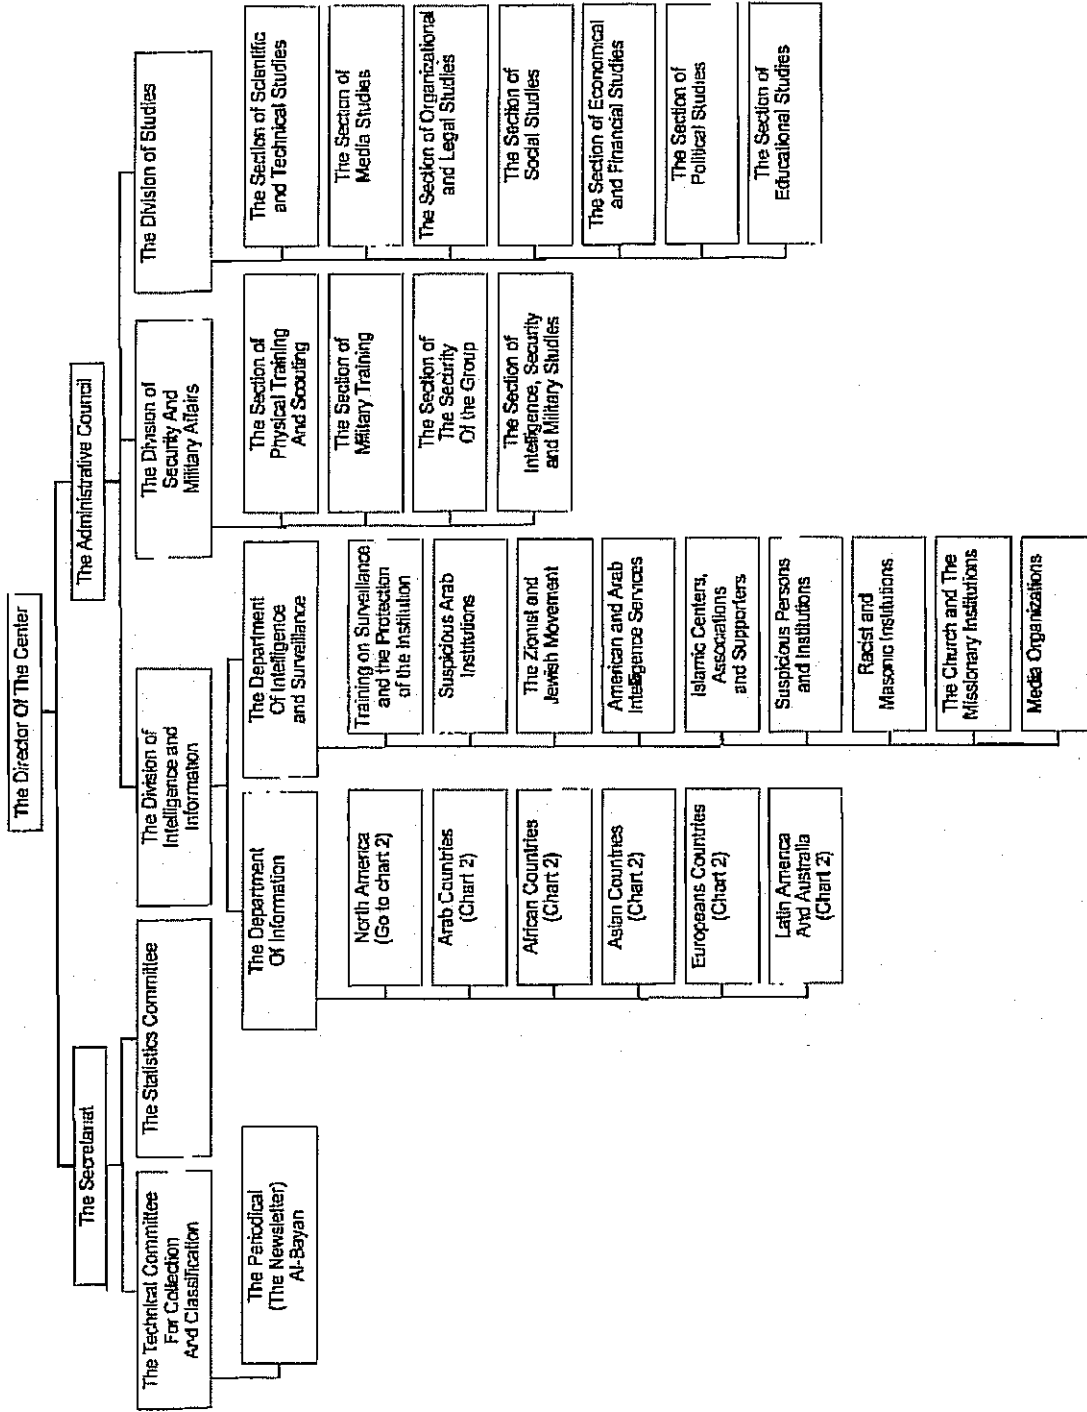 The Director Of The Center
The Secretariat
The Administrative Council
The Technical Committee
For Collection
And Classification
The Statistics Committee
The Division of
Intelligence and
Information
The Division of
Security And
Military Affairs
The Division of Studies
The Periodical
(The Newsletter)
Al-Bayan
The Department
Of Information
North America
(Go to chart 2)
Arab Countries
(Chart 2)
African Countries
(Chart 2)
Asian Countries
(Chart 2)
Europeans Countries
(Chart 2)
Latin America
And Australia
(Chart 2)
The Department
Of Intelligence
and Surveillance
Training on Surveillance
and the Protection
of the Institution
Suspicious Arab
Institutions
The Zionist and
Jewish Movement
American and Arab
Intelligence Services
Islamic Centers,
Associations
and Supporters
Suspicious Persons
and Institutions
Racist and
Masonic Institutions
The Church and The
Missionary Institutions
Media Organizations
The Section of
Physical Training
And Scouting
The Section of
Military Training
The Section of
The Security
Of the Group
The Section of
Intelligence, Security
and Military Studies
The Section of Scientific
and Technical Studies
The Section of
Media Studies
The Section of Organizational
and Legal Studies
The Section of
Social Studies
The Section of Economical
and Financial Studies
The Section of
Political Studies
The Section of
Educational Studies